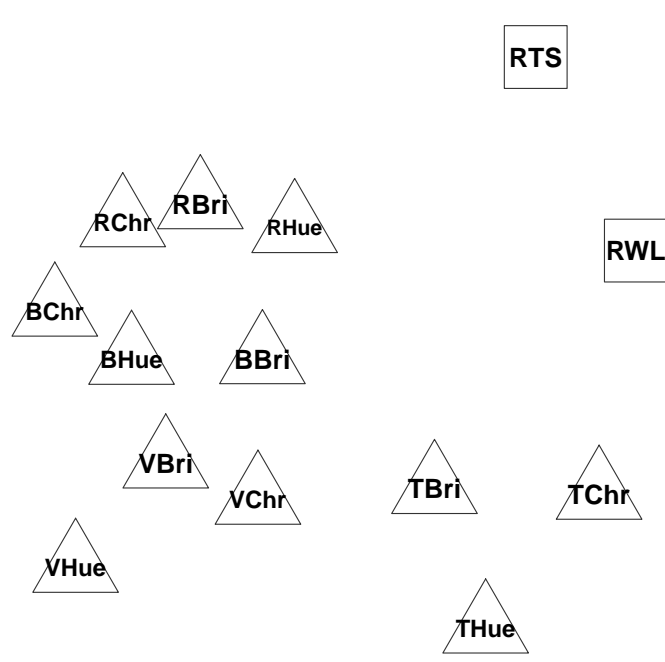 RTS
RBri
RChr
RHue
RWL
BChr
BHue
BBri
VBri
VChr
TBri
TChr
VHue
THue